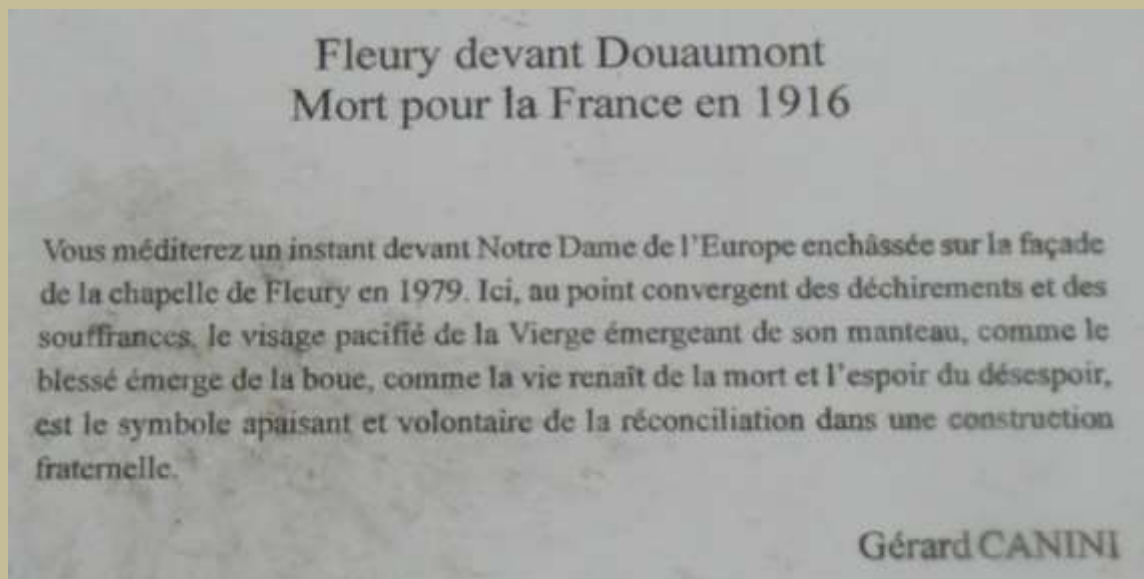 Fleury devant Douaumont
Mort pour la France en 1916
Vous méditerez un instant devant Notre Dame de l'Europe enchâssée sur la façade
de la chapelle de Fleury en 1979. Ici, au point convergent des déchirements et des
souffrances, le visage pacifié de la Vierge émergeant de son manteau, comme le
blessé émerge de la boue, comme la vie renaît de la mort et l'espoir du désespoir,
est le symbole apaisant et volontaire de la réconciliation dans une construction
fraternelle.
Gérard CANINI